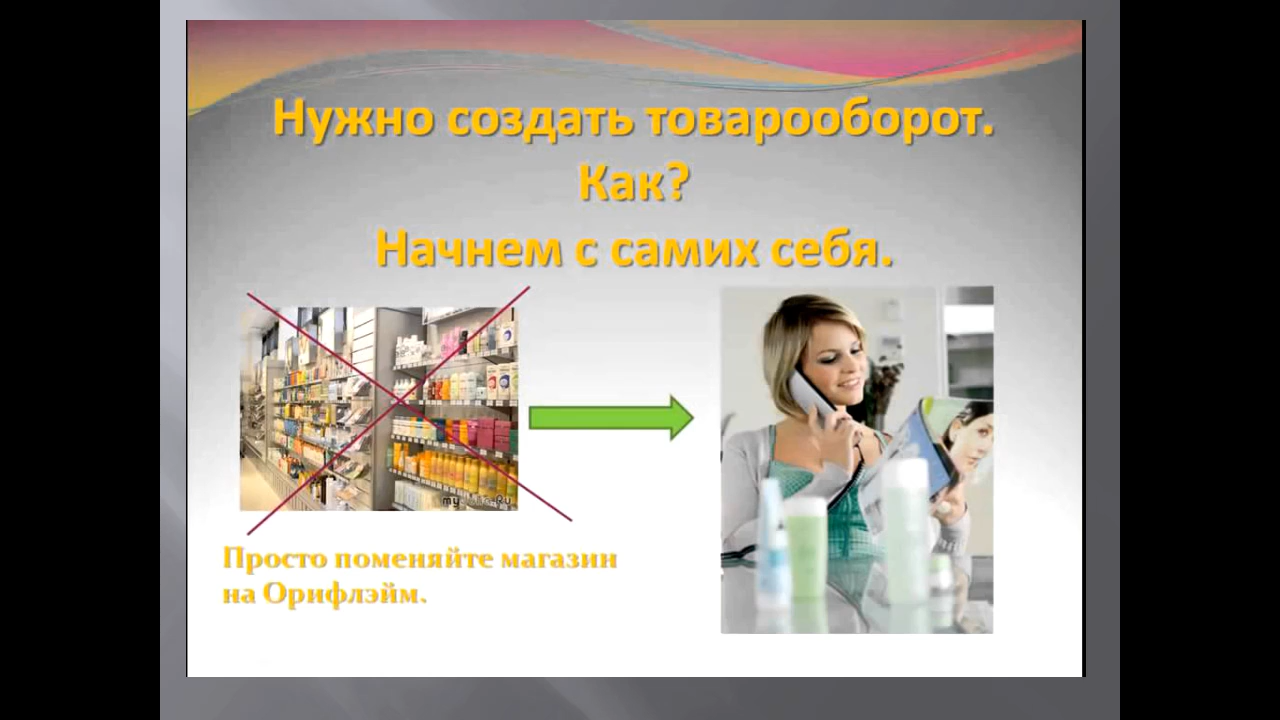 Нужно создать товарооборот.
Как?
Начнем с самих себя.
Просто поменяйте магазин
на Орифлэйм.